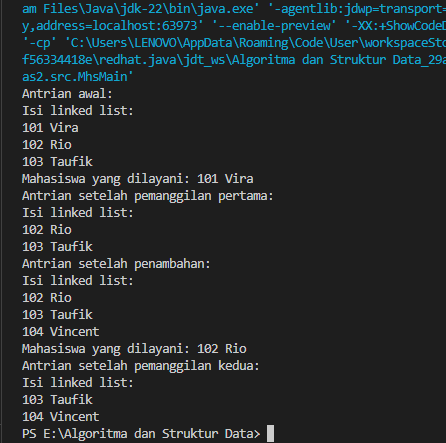 am Files\Java\jdk-22\bin\java.exe' '-agentlib:jdwp=transport=
y,address=localhost:63973' '--enable-preview' '-XX:+ShowCodeD
'-cp' 'C:\Users\LENOVO\AppData\Roaming\Code\User\workspaceSto
f56334418e\redhat.java\jdt_ws\Algoritma dan Struktur Data_29a
as2.src.MhsMain'
Antrian awal:
Isi linked list:
101 Vira
102 Rio
103 Taufik
Mahasiswa yang dilayani: 101 Vira
Antrian setelah pemanggilan pertama:
Isi linked list:
102 Rio
103 Taufik
Antrian setelah penambahan:
Isi linked list:
102 Rio
103 Taufik
104 Vincent
Mahasiswa yang dilayani: 102 Rio
Antrian setelah pemanggilan kedua:
Isi linked list:
103 Taufik
104 Vincent
PS E:\Algoritma dan Struktur Data>